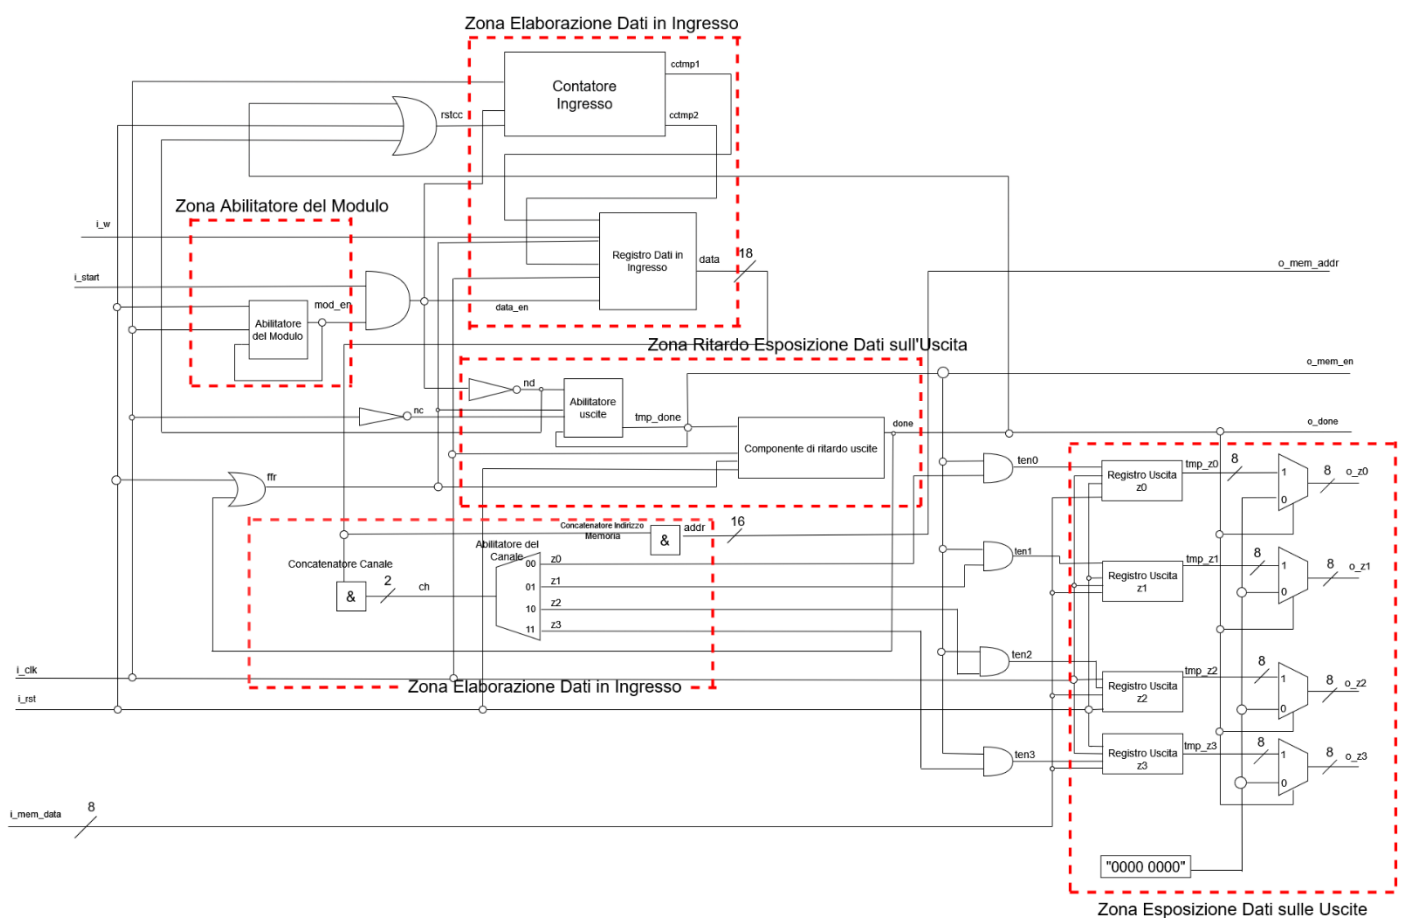 Zona Elaborazione Dati in Ingresso
cctmp1
Contatore
Ingresso
rstcc
cctmp2
Zona Abilitatore del Modulo
i_w
Registro Dati in
Ingresso
data
18
o_mem_addr
i_start
mod_en
data_en
Abilitatore
del Modulo
Zona Ritardo Esposizione Dati sull'Uscita
o_mem_en
nd
Abilitatore
uscite
nc
tmp_done
done
o_done
Componente di ritardo uscite
ten0
Registro Uscita
z0
tmp_z0
8
1
0
8
o_z0
ffr
Concatenatore Indirizzo
Memoria
&
addr
16
Abilitatore del
Canale
Concatenatore Canale
&
2
ch
00
01
10
11
z0
z1
z2
z3
ten1
Registro Uscita
z1
tmp_z1
8
1
0
8
o_z1
ten2
Registro Uscita
z2
tmp_z2
8
1
0
8
o_z2
i_clk
Zona Elaborazione Dati in Ingresso
i_rst
ten3
Registro Uscita
z3
tmp_z3
8
1
0
8
o_z3
i_mem_data
8
"0000 0000"
Zona Esposizione Dati sulle Uscite